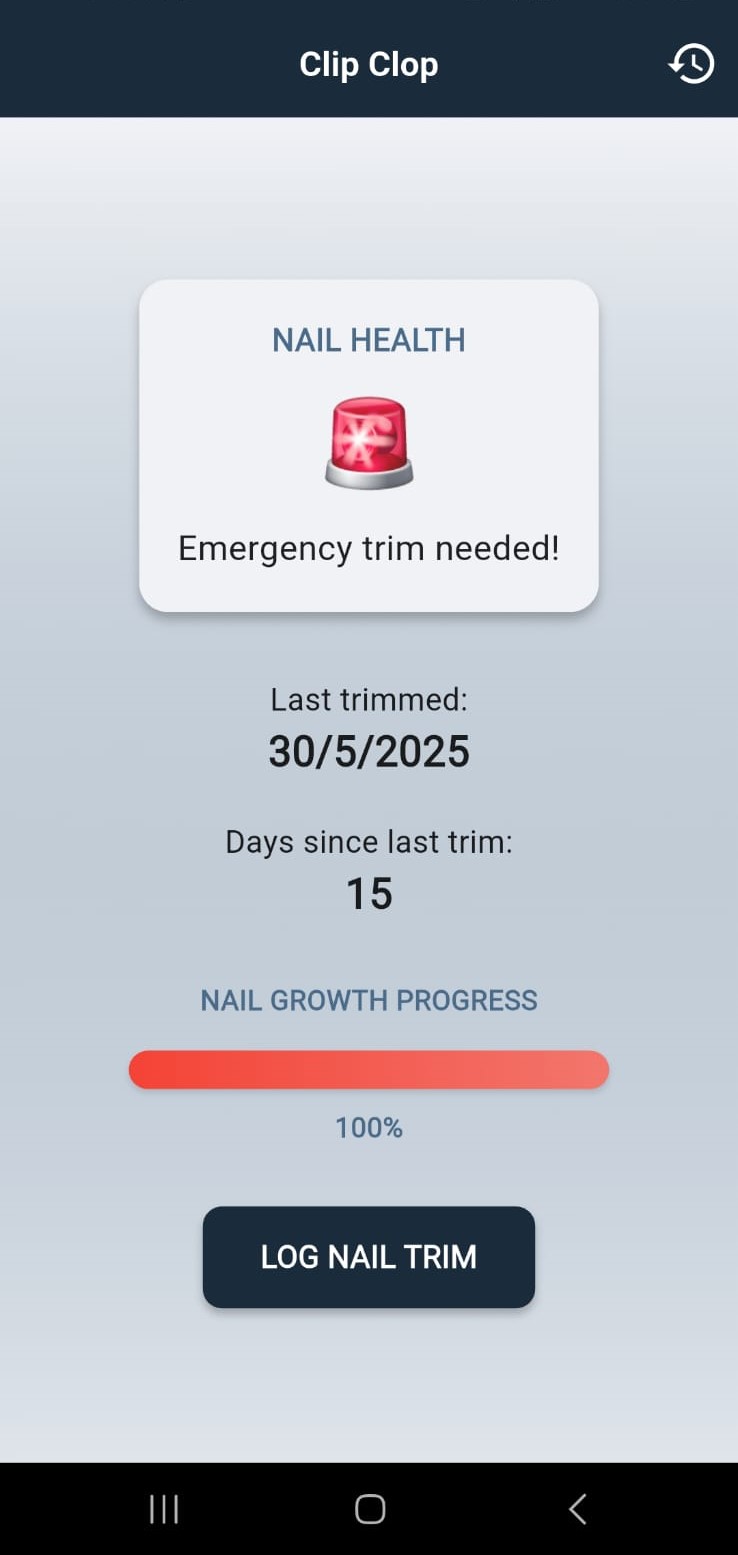 Clip Clop
NAIL HEALTH
Emergency trim needed!
Last trimmed:
30/5/2025
Days since last trim:
15
NAIL GROWTH PROGRESS
100%
LOG NAIL TRIM